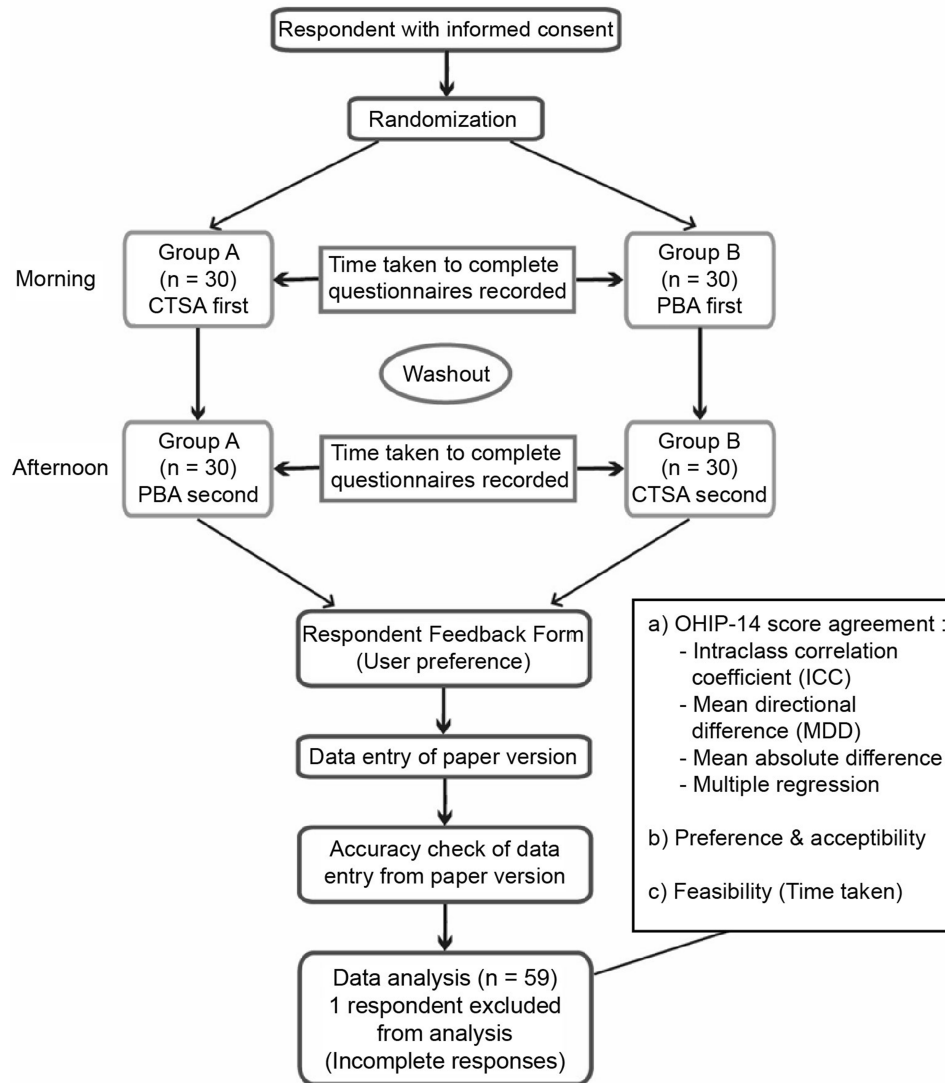 Respondent with informed consent
Randomization
Morning
Group A
(n = 30)
CTSA first
Time taken to complete
questionnaires recorded
Group B
(n = 30)
PBA first
Washout
Afternoon
Group A
(n = 30)
PBA second
Time taken to complete
questionnaires recorded
Group B
(n = 30)
CTSA second
Respondent Feedback Form
(User preference)
Data entry of paper version
Accuracy check of data
entry from paper version
Data analysis (n = 59)
1 respondent excluded
from analysis
(Incomplete responses)
a) OHIP-14 score agreement :
- Intraclass correlation
coefficient (ICC)
- Mean directional
difference (MDD)
- Mean absolute difference
- Multiple regression
b) Preference & acceptibility
c) Feasibility (Time taken)